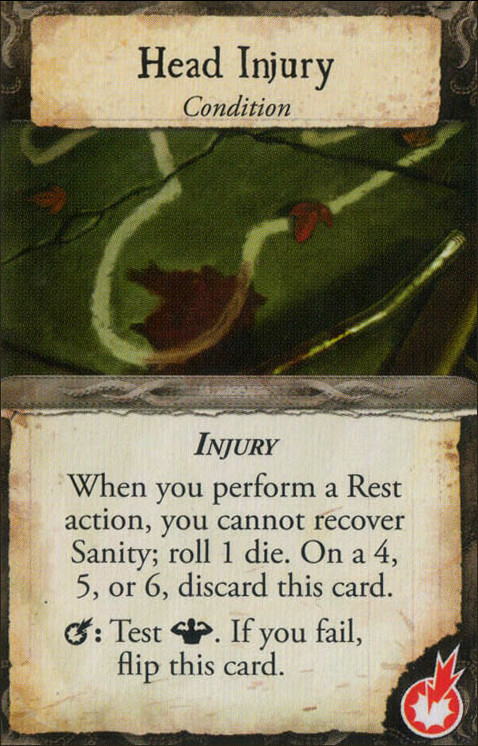 Head Injury
Condition
INJURY
When you perform a Rest
action, you cannot recover
Sanity; roll 1 die. On a 4,
5, or 6, discard this card.
: Test . If you fail,
flip this card.